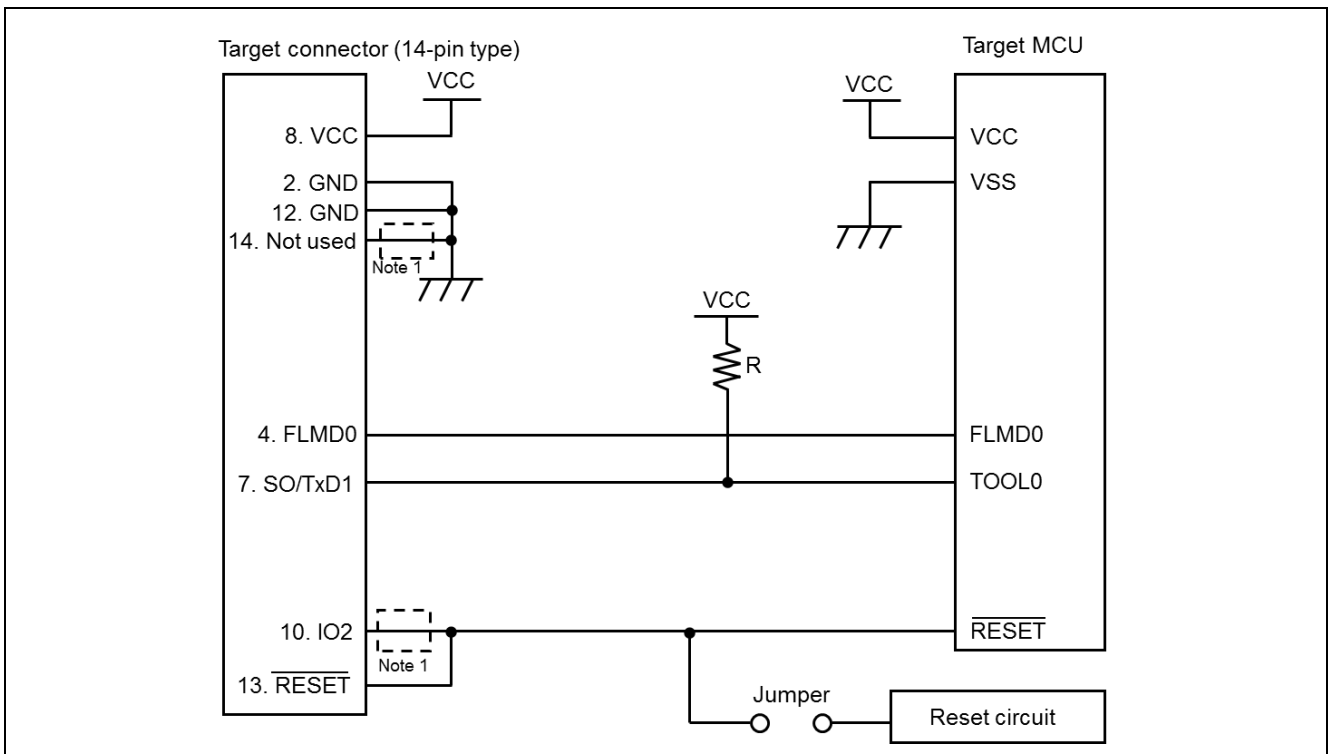 Target connector (14-pin type)
Target MCU
VCC
VCC
8. VCC
VCC
2. GND
VSS
12. GND
14. Not used
Note 1
VCC
R
4. FLMD0
FLMD0
7. SO/TxD1
TOOL0
10. IO2
RESET
Note 1
13. RESET
Jumper
Reset circuit